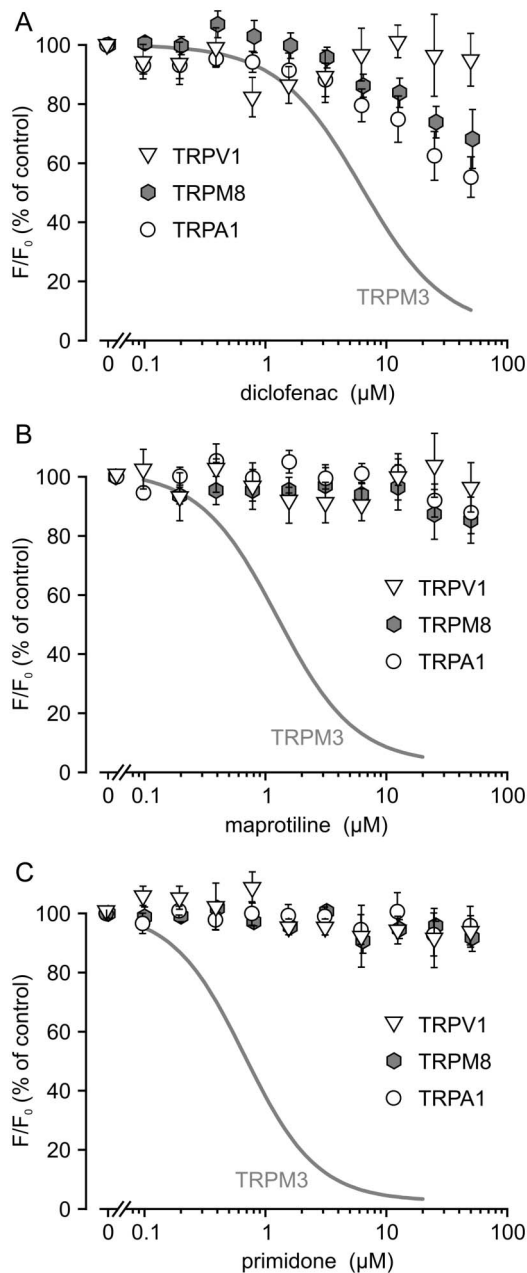 A
100
80
60
40
20
0
F/F₀ (% of control)
TRPV1
TRPM8
TRPA1
TRPM3
0 0.1 1 10 100
diclofenac (µM)
B
100
80
60
40
20
0
F/F₀ (% of control)
TRPV1
TRPM8
TRPA1
TRPM3
0 0.1 1 10 100
maprotiline (µM)
C
100
80
60
40
20
0
F/F₀ (% of control)
TRPV1
TRPM8
TRPA1
TRPM3
0 0.1 1 10 100
primidone (µM)